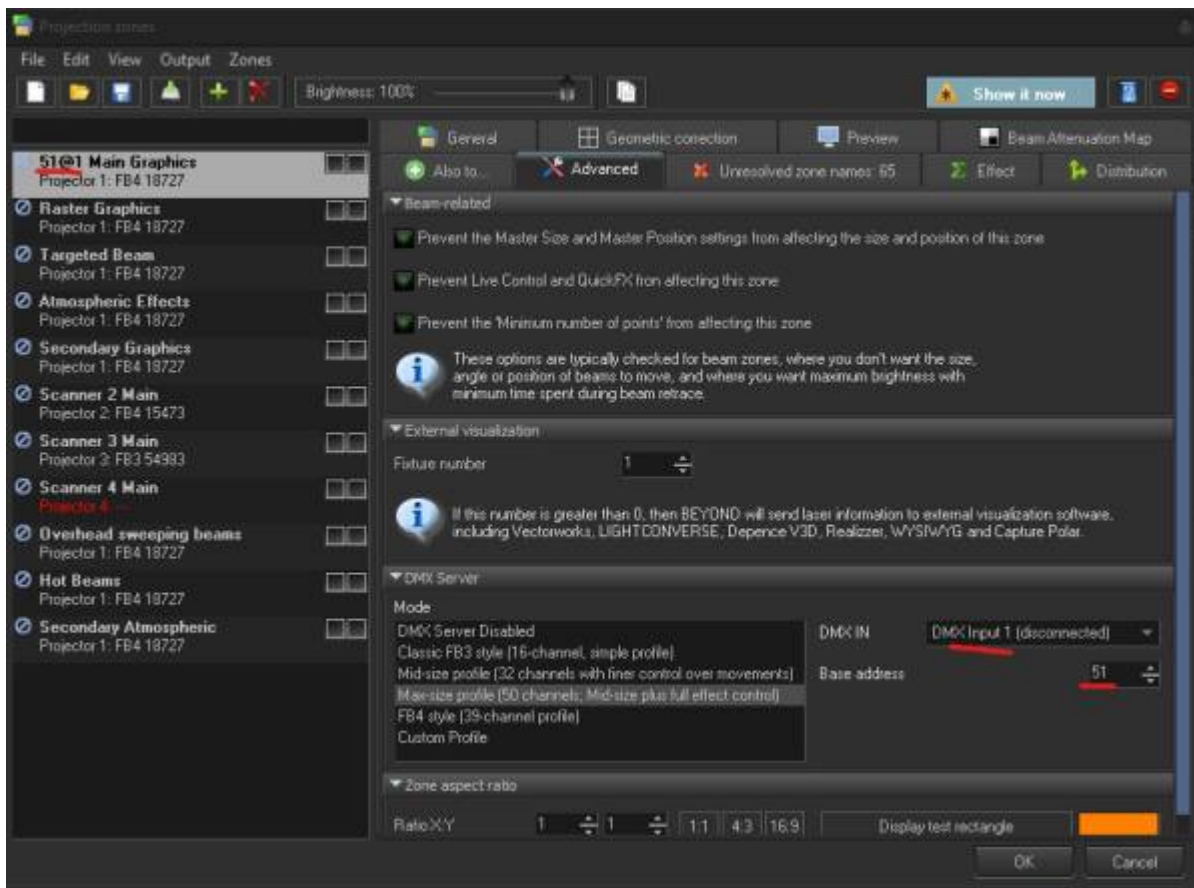 Projection zones
File Edit View Output Zones
Brightness: 100%
Show it now
General
Geometric correction
Preview
Beam Attenuation Map
Also to...
Advanced
Unresolved zone names: 65
Effect
Distribution
51@1 Main Graphics
Projector 1: FB4 18727
Raster Graphics
Projector 1: FB4 18727
Targeted Beam
Projector 1: FB4 18727
Atmospheric Effects
Projector 1: FB4 18727
Secondary Graphics
Projector 1: FB4 18727
Scanner 2 Main
Projector 2: FB4 15473
Scanner 3 Main
Projector 3: FB3 54983
Scanner 4 Main
Projector 4: ---
Overhead sweeping beams
Projector 1: FB4 18727
Hot Beams
Projector 1: FB4 18727
Secondary Atmospheric
Projector 1: FB4 18727
Beam-related
Prevent the Master Size and Master Position settings from affecting the size and position of this zone
Prevent Live Control and QuickFX from affecting this zone
Prevent the 'Minimum number of points' from affecting this zone
These options are typically checked for beam zones, where you don't want the size,
angle or position of beams to move, and where you want maximum brightness with
minimum time spent during beam retrace.
External visualization
Fixture number 1
If this number is greater than 0, then BEYOND will send laser information to external visualization software,
including Vectorworks, LIGHTCONVERSE, Depence V3D, Realizzer, WYSIWYG and Capture Polar.
DMX Server
Mode
DMX Server Disabled
Classic FB3 style (16-channel, simple profile)
Mid-size profile (32 channels with finer control over movements)
Max-size profile (50 channels; Mid-size plus full effect control)
FB4 style (39-channel profile)
Custom Profile
DMX IN DMX Input 1 (disconnected)
Base address 51
Zone aspect ratio
Ratio X:Y 1 1 1:1 4:3 16:9 Display test rectangle
OK Cancel